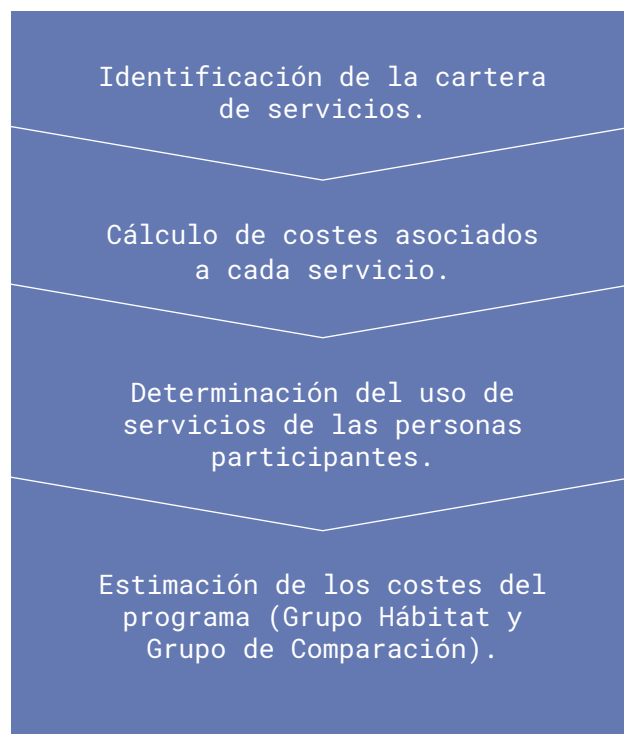 Identificación de la cartera
de servicios.
Cálculo de costes asociados
a cada servicio.
Determinación del uso de
servicios de las personas
participantes.
Estimación de los costes del
programa (Grupo Hábitat y
Grupo de Comparación).